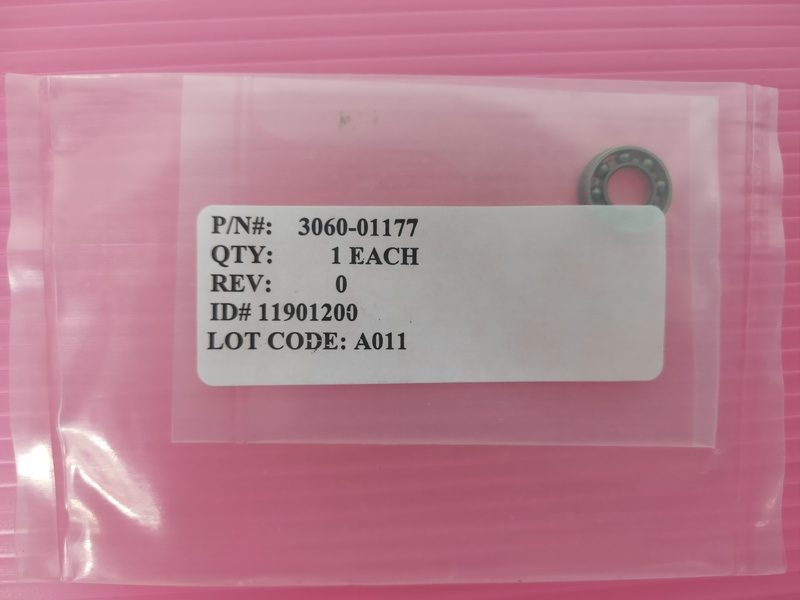 P/N#: 3060-01177
QTY: 1 EACH
REV: 0
ID# 11901200
LOT CODE: A011